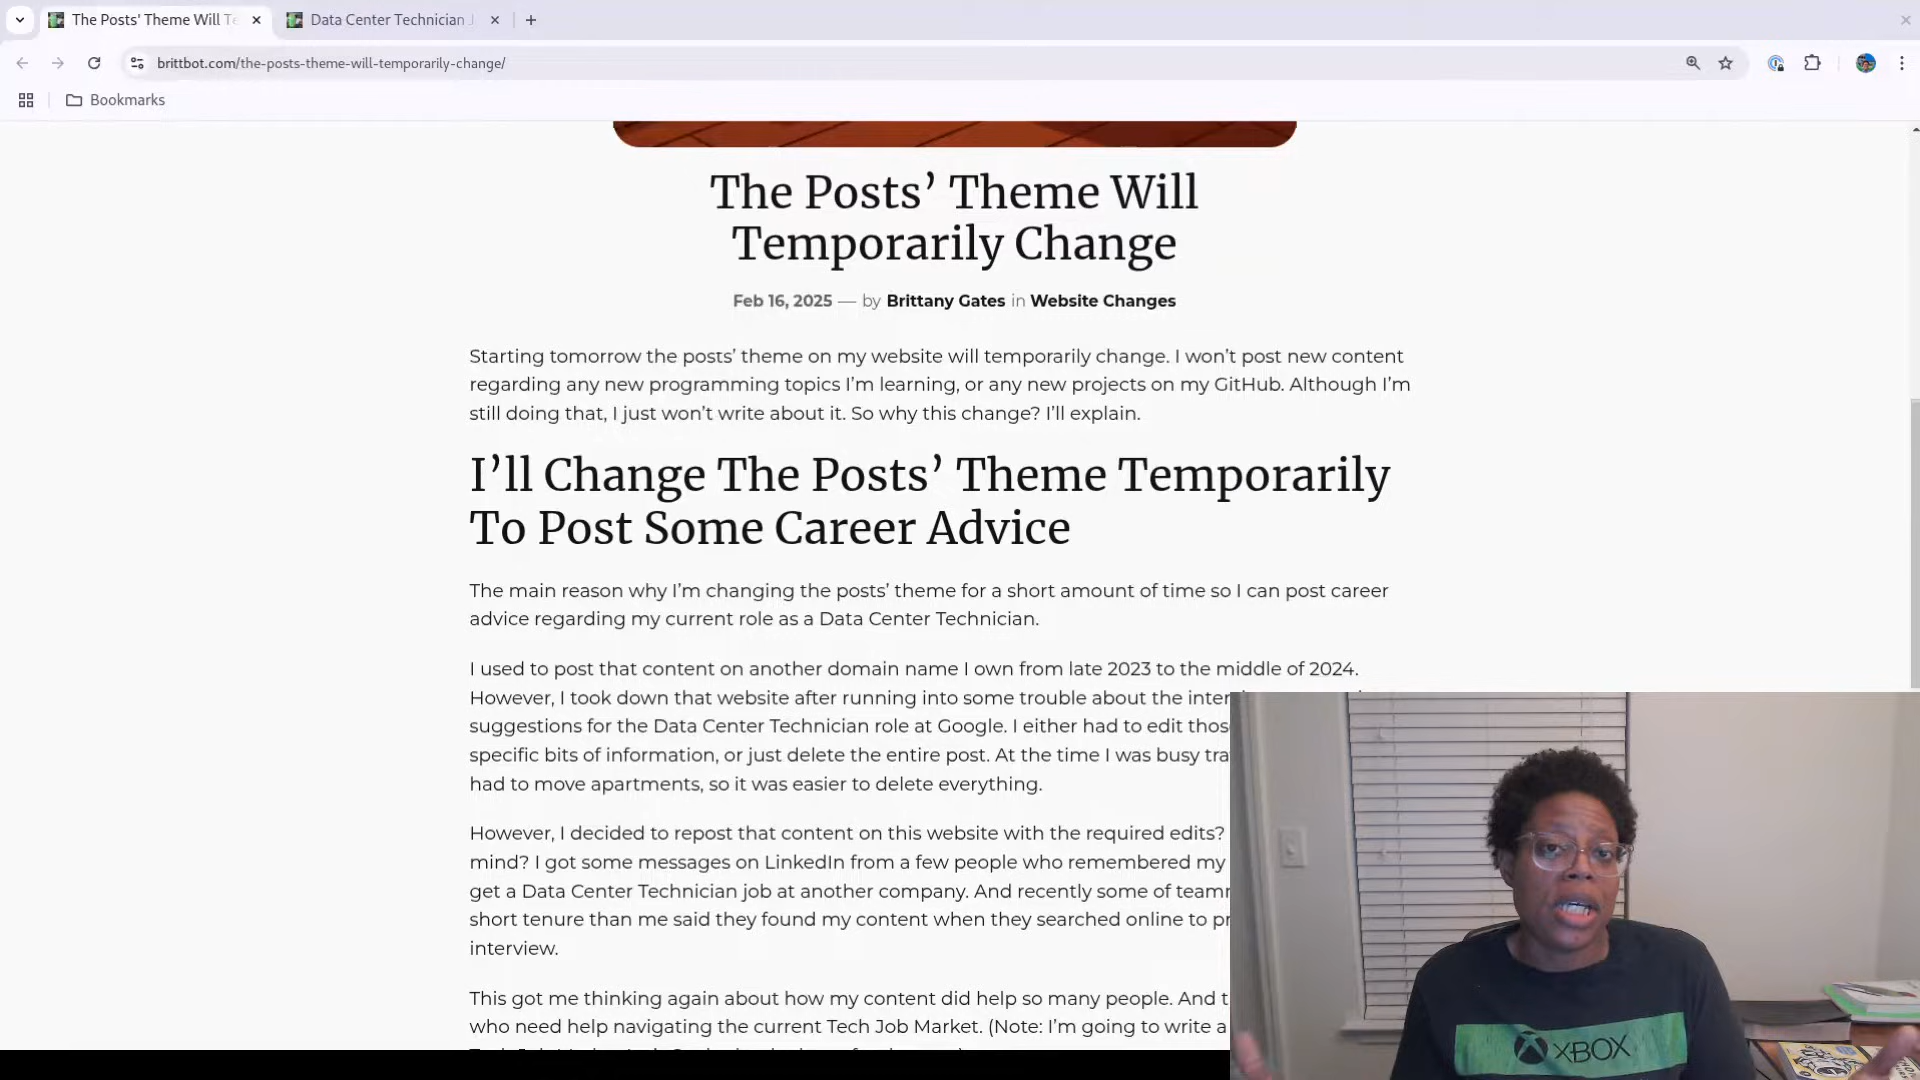 The Posts' Theme Will Te
Data Center Technician J
brittbot.com/the-posts-theme-will-temporarily-change/
Bookmarks
The Posts’ Theme Will
Temporarily Change
Feb 16, 2025 — by Brittany Gates in Website Changes
Starting tomorrow the posts’ theme on my website will temporarily change. I won’t post new content
regarding any new programming topics I’m learning, or any new projects on my GitHub. Although I’m
still doing that, I just won’t write about it. So why this change? I’ll explain.
I’ll Change The Posts’ Theme Temporarily
To Post Some Career Advice
The main reason why I’m changing the posts’ theme for a short amount of time so I can post career
advice regarding my current role as a Data Center Technician.
I used to post that content on another domain name I own from late 2023 to the middle of 2024.
However, I took down that website after running into some trouble about the
suggestions for the Data Center Technician role at Google. I either had to edit
specific bits of information, or just delete the entire post. At the time I was busy
had to move apartments, so it was easier to delete everything.
However, I decided to repost that content on this website with the required edits?
mind? I got some messages on LinkedIn from a few people who remembered my
get a Data Center Technician job at another company. And recently some of
short tenure than me said they found my content when they searched online to
interview.
This got me thinking again about how my content did help so many people. And
who need help navigating the current Tech Job Market. (Note: I’m going to write a
XBOX